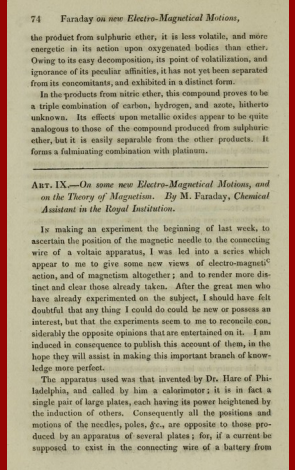 74 Faraday on new Electro-Magnetical Motions,
the product from sulphuric ether, it is less volatile, and more
energetic in its action upon oxygenated bodies than ether.
Owing to its easy decomposition, its point of volatilization, and
ignorance of its peculiar affinities, it has not yet been separated
from its concomitants, and exhibited in a distinct form.
In the products from nitric ether, this compound proves to be
a triple combination of carbon, hydrogen, and azote, hitherto
unknown. Its effects upon metallic oxides appear to be quite
analogous to those of the compound produced from sulphuric
ether, but it is easily separable from the other products. It
forms a fulminating combination with platinum.
ART. IX.—On some new Electro-Magnetical Motions, and
on the Theory of Magnetism. By M. Faraday, Chemical
Assistant in the Royal Institution.
IN making an experiment the beginning of last week, to
ascertain the position of the magnetic needle to the connecting
wire of a voltaic apparatus, I was led into a series which
appear to me to give some new views of electro-magnetic
action, and of magnetism altogether; and to render more dis-
tinct and clear those already taken. After the great men who
have already experimented on the subject, I should have felt
doubtful that any thing I could do could be new or possess an
interest, but that the experiments seem to me to reconcile con,
siderably the opposite opinions that are entertained on it. I am
induced in consequence to publish this account of them, in the
hope they will assist in making this important branch of know-
ledge more perfect.
The apparatus used was that invented by Dr. Hare of Phi-
ladelphia, and called by him a calorimotor; it is in fact a
single pair of large plates, each having its power heightened by
the induction of others. Consequently all the positions and
motions of the needles, poles, &c., are opposite to those pro-
duced by an apparatus of several plates; for, if a current be
supposed to exist in the connecting wire of a battery from